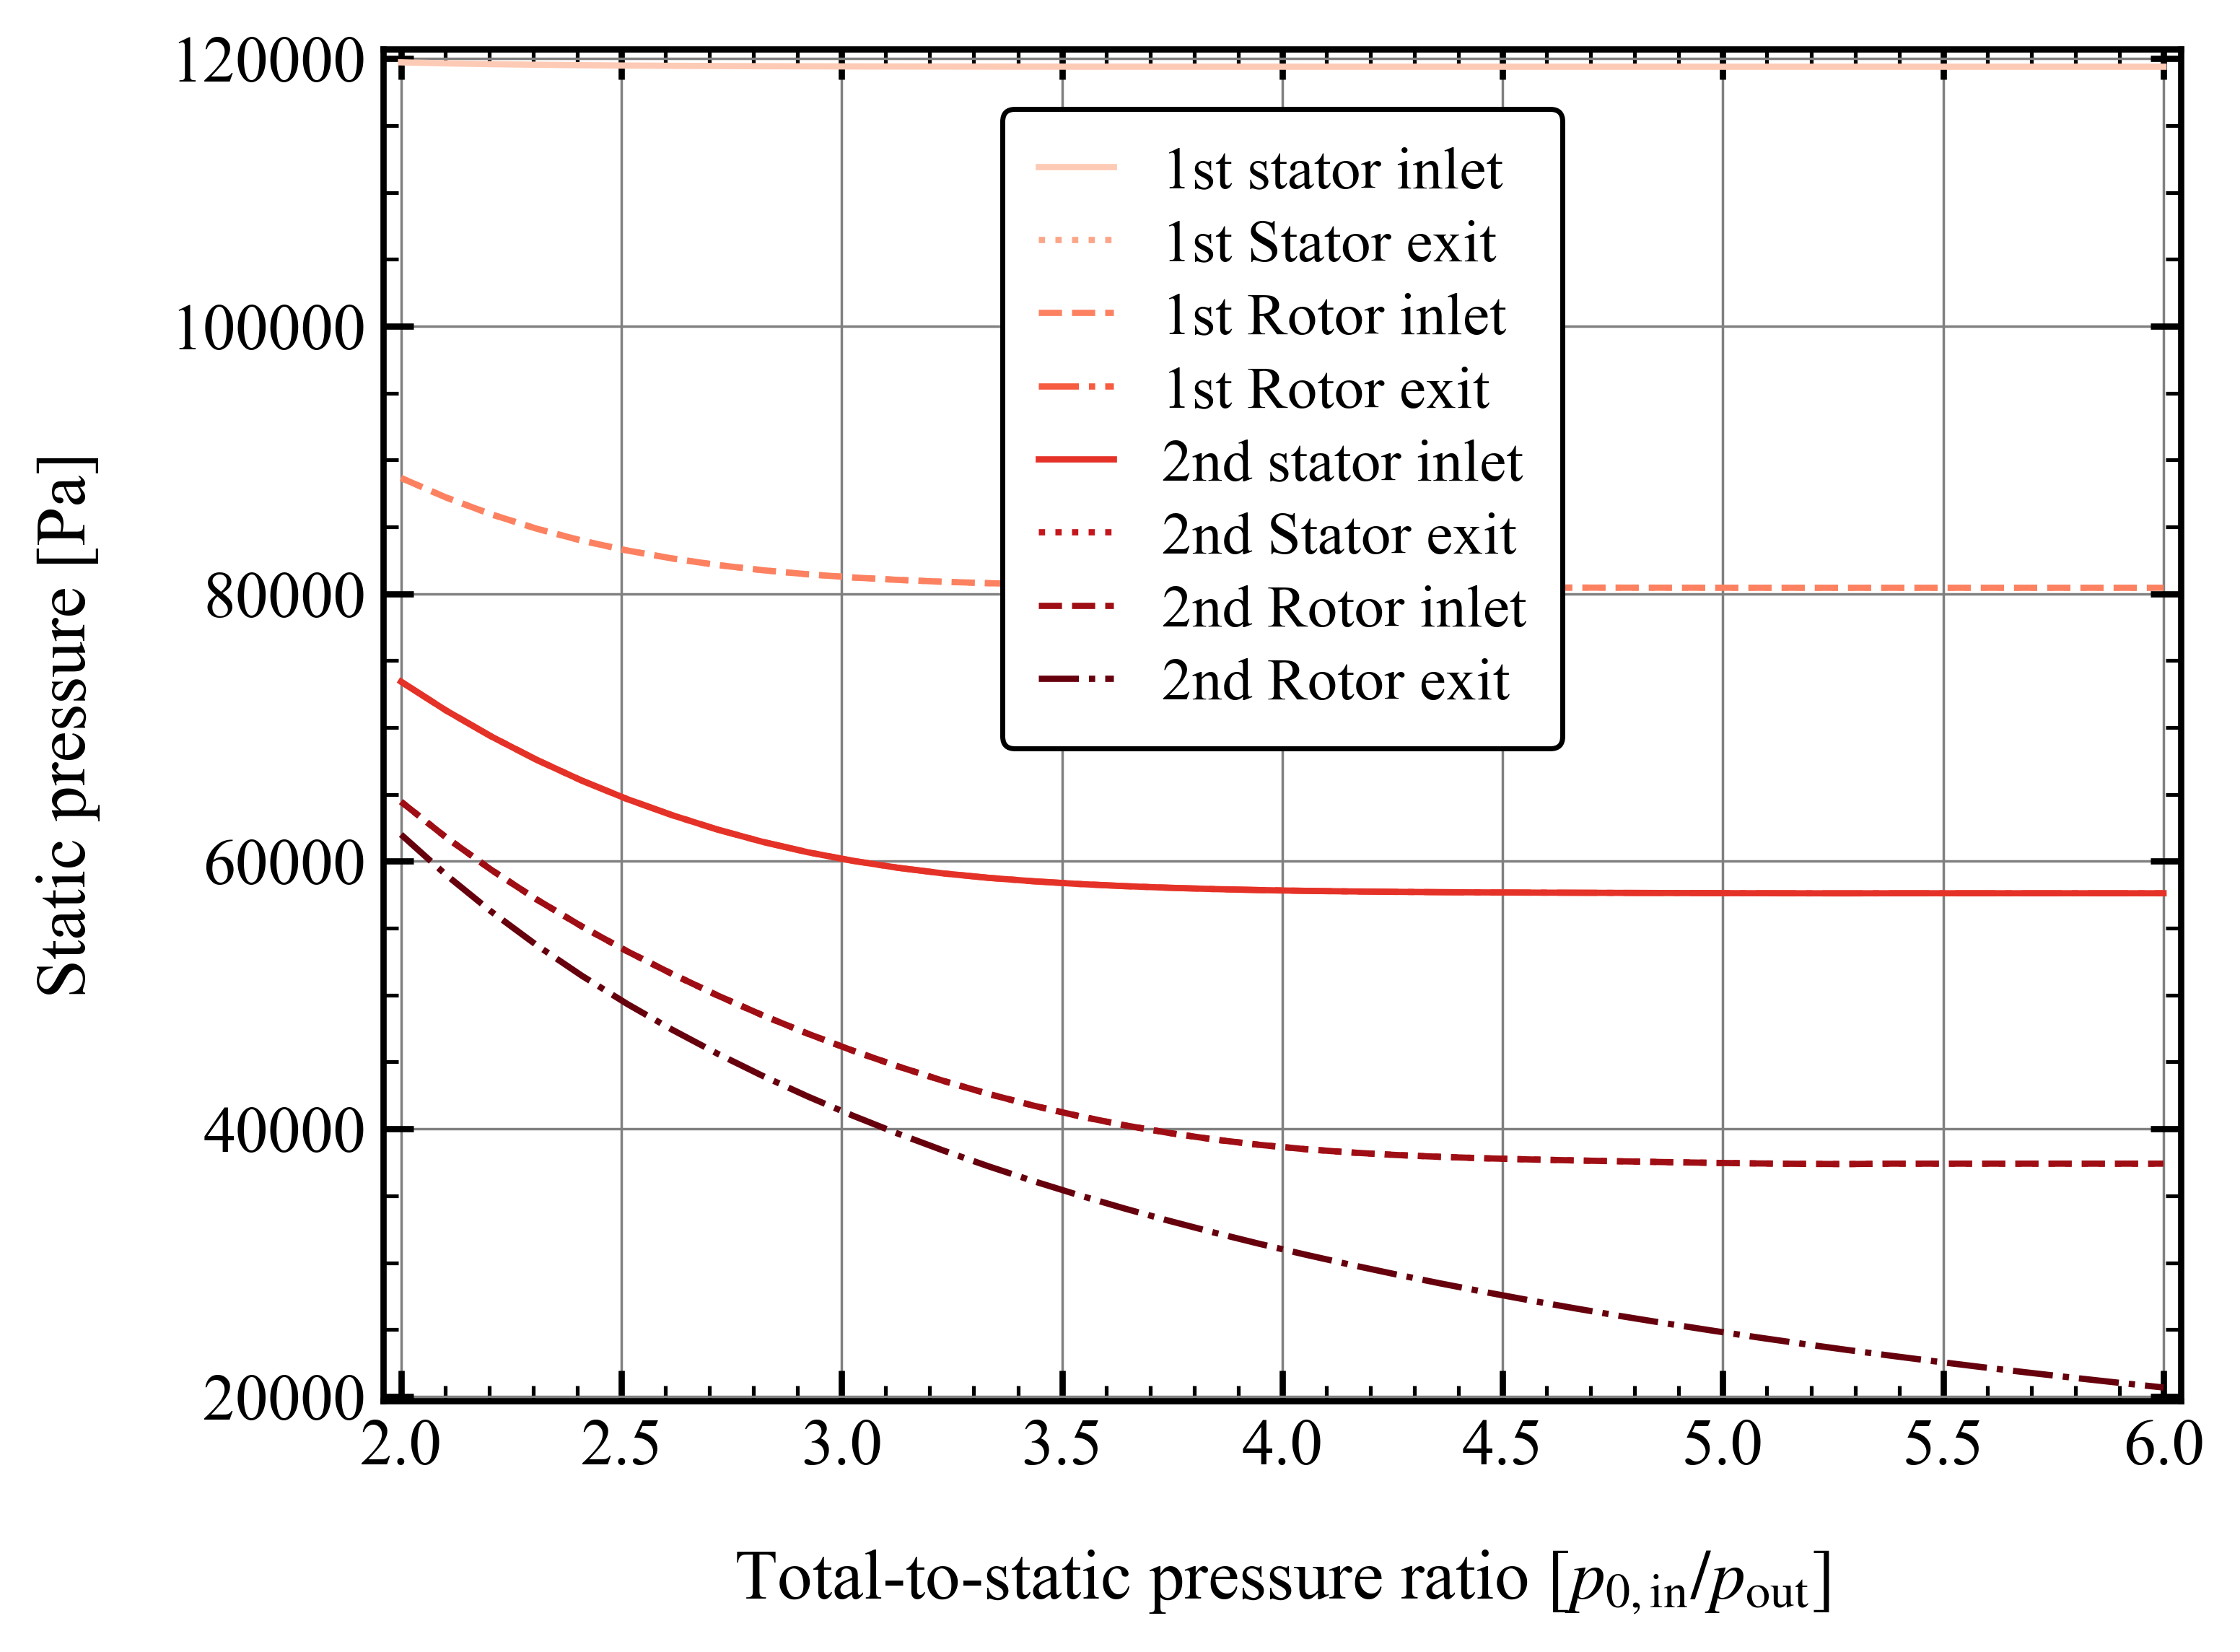 120000
100000
80000
60000
40000
20000
Static pressure [Pa]
1st stator inlet
1st Stator exit
1st Rotor inlet
1st Rotor exit
2nd stator inlet
2nd Stator exit
2nd Rotor inlet
2nd Rotor exit
2.0 2.5 3.0 3.5 4.0 4.5 5.0 5.5 6.0
Total-to-static pressure ratio [p0, in/pout]